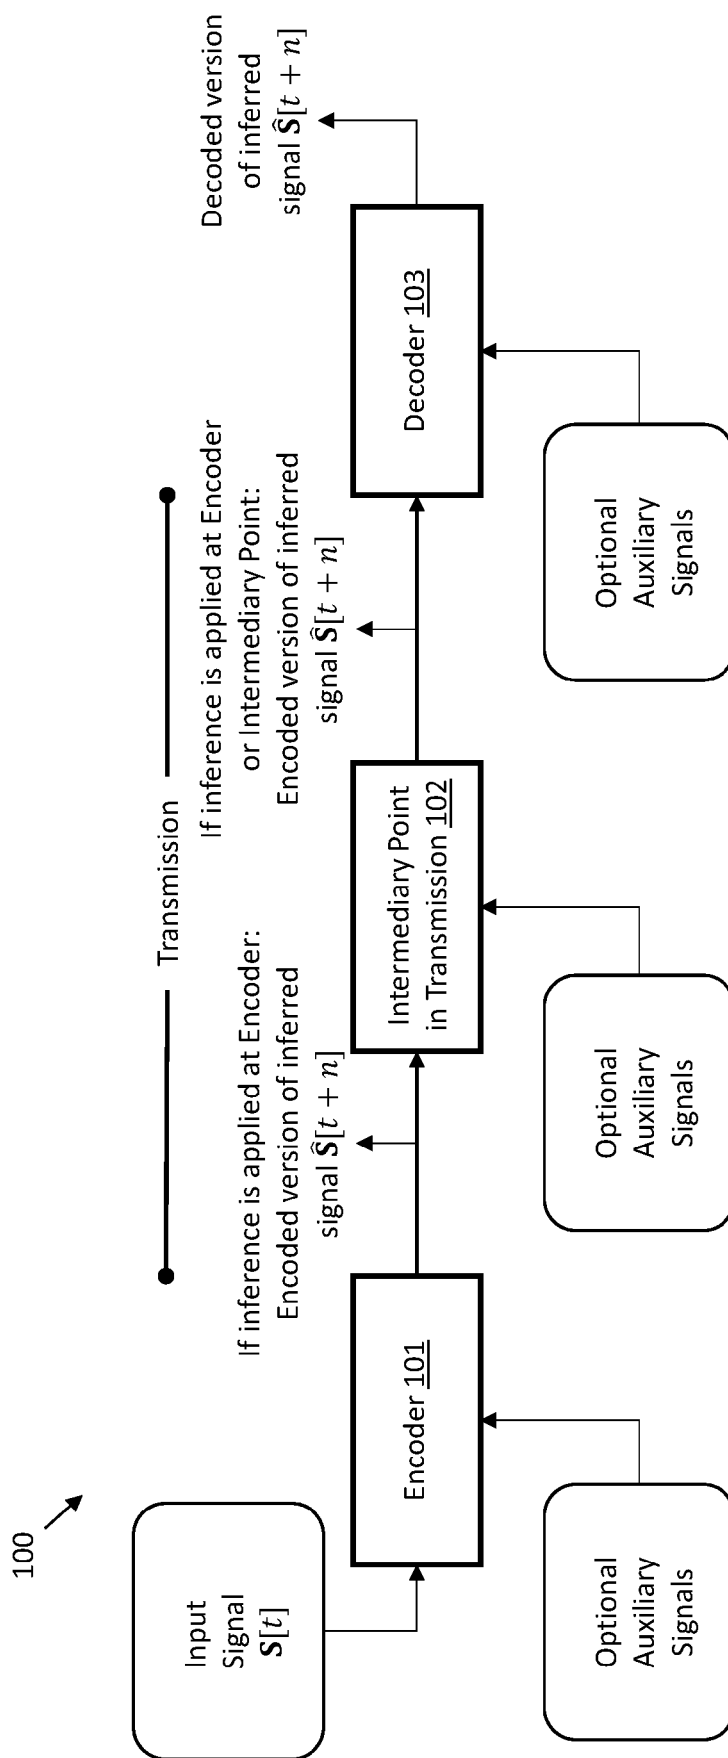 100
Input
Signal
𝐒[t]
Transmission
If inference is applied at Encoder:
Encoded version of inferred
signal 𝐒̂[t + n]
If inference is applied at Encoder
or Intermediary Point:
Encoded version of inferred
signal 𝐒̂[t + n]
Decoded version
of inferred
signal 𝐒̂[t + n]
Encoder 101
Intermediary Point
in Transmission 102
Decoder 103
Optional
Auxiliary
Signals
Optional
Auxiliary
Signals
Optional
Auxiliary
Signals